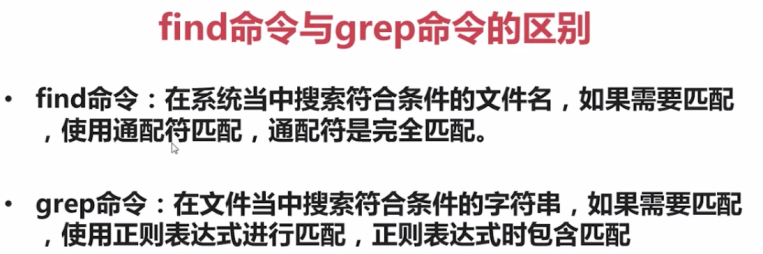 find命令与grep命令的区别
• find命令：在系统当中搜索符合条件的文件名，如果需要匹配
，使用通配符匹配，通配符是完全匹配。
• grep命令：在文件当中搜索符合条件的字符串，如果需要匹配
，使用正则表达式进行匹配，正则表达式时包含匹配